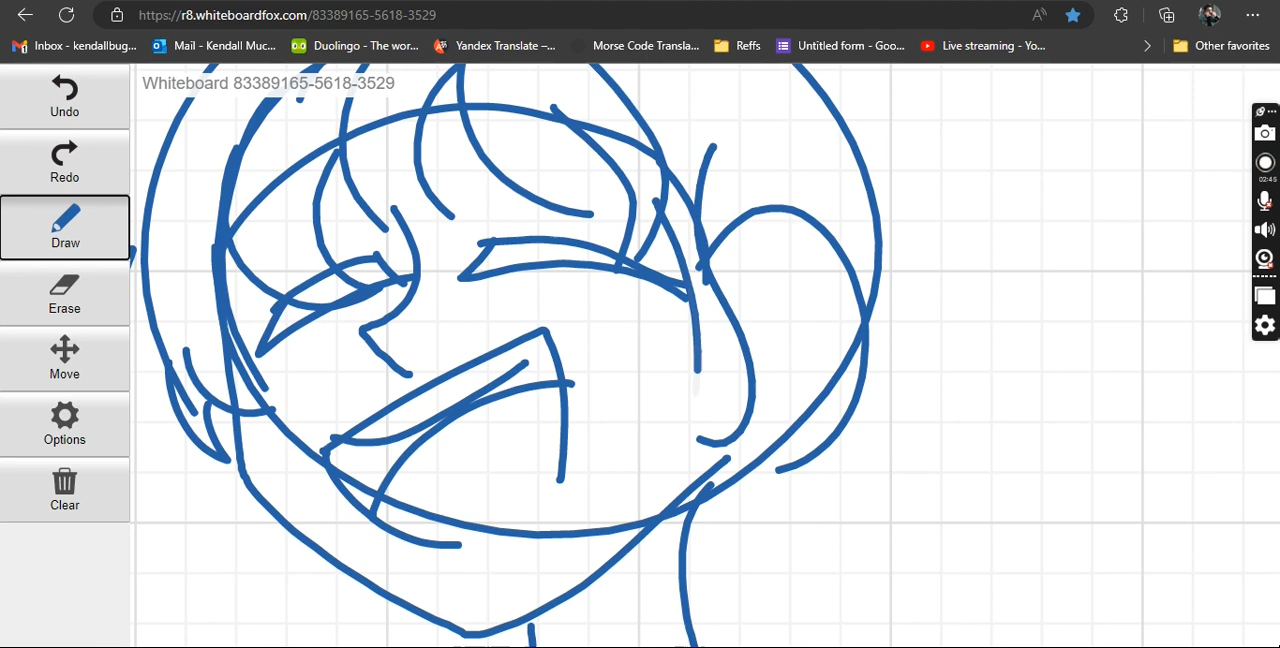 https://r8.whiteboardfox.com/83389165-5618-3529
Inbox - kendallbug...
Mail - Kendall Muc...
Duolingo - The wor...
Yandex Translate –...
Morse Code Transla...
Reffs
Untitled form - Goo...
Live streaming - Yo...
Other favorites
Whiteboard 83389165-5618-3529
Undo
Redo
Draw
Erase
Move
Options
Clear
02:45